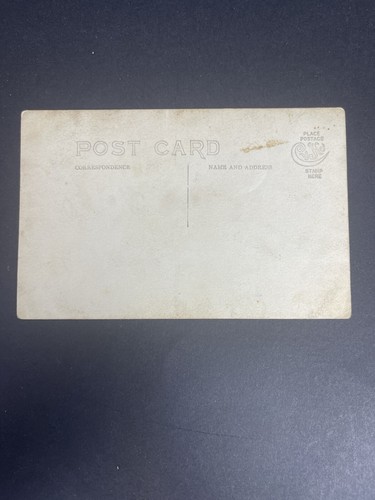 POST CARD
CORRESPONDENCE
NAME AND ADDRESS
PLACE
POSTAGE
STAMP
HERE